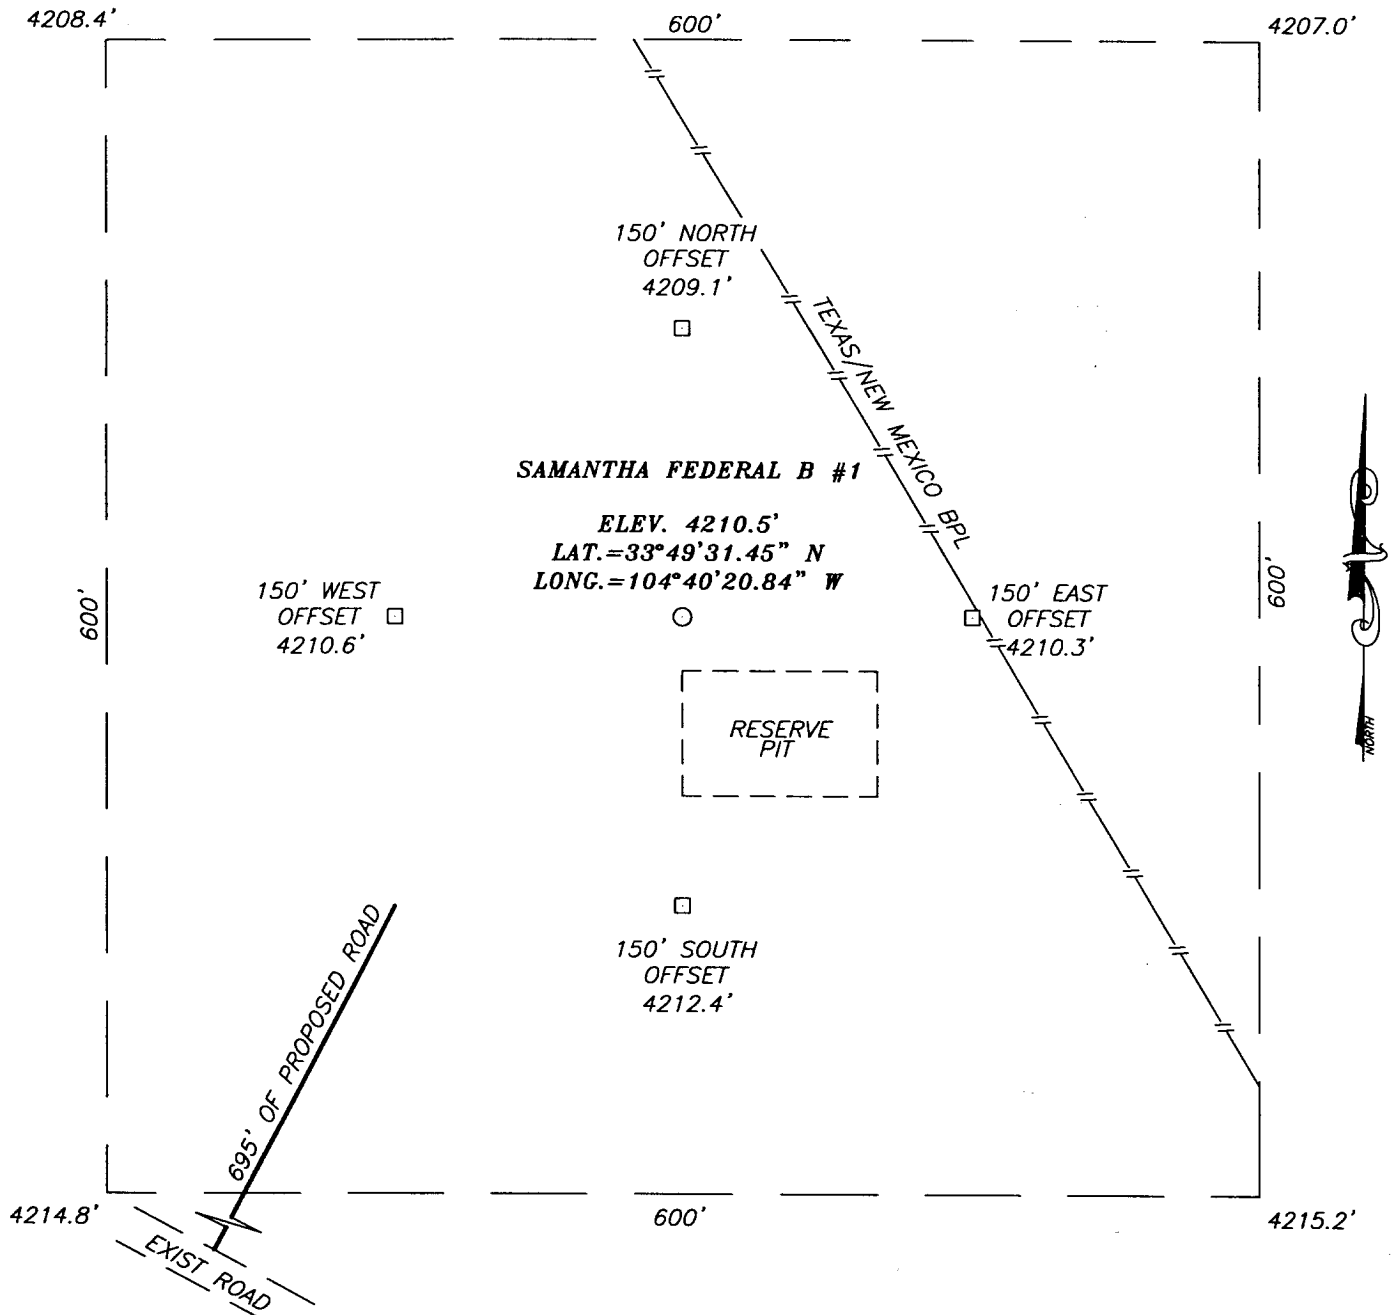 4208.4'
600'
4207.0'
150' NORTH
OFFSET
4209.1'
TEXAS/NEW MEXICO BPL
SAMANTHA FEDERAL B #1
ELEV. 4210.5'
LAT.=33°49'31.45" N
LONG.=104°40'20.84" W
600'
150' WEST
OFFSET
4210.6'
150' EAST
OFFSET
4210.3'
600'
RESERVE
PIT
NORTH
150' SOUTH
OFFSET
4212.4'
695' OF PROPOSED ROAD
4214.8'
600'
4215.2'
EXIST ROAD